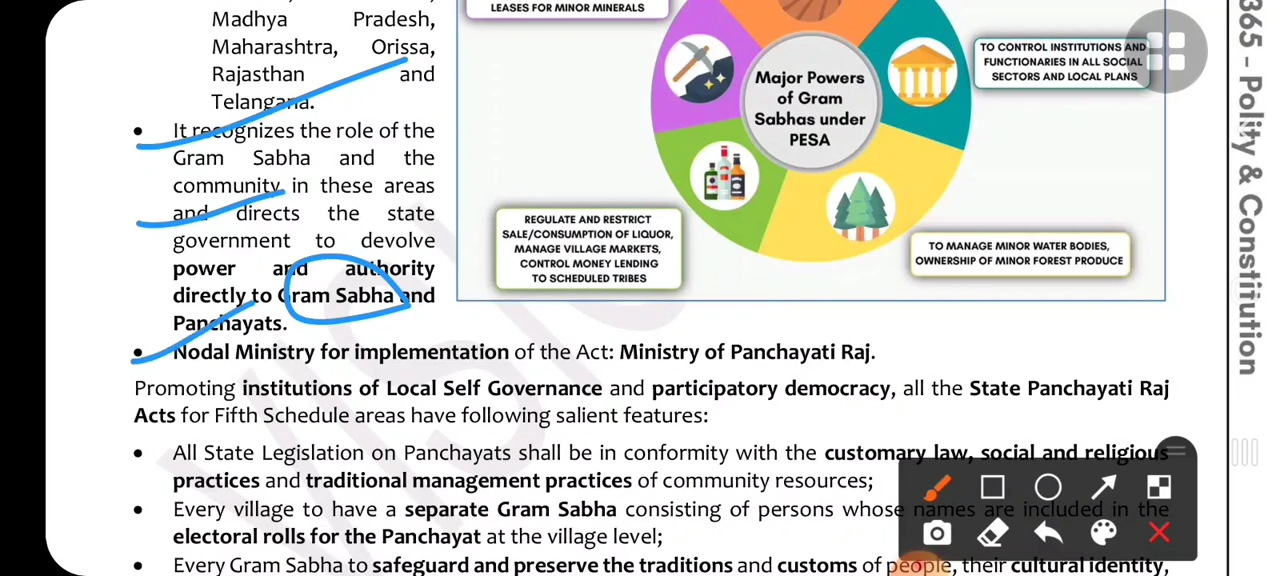 Madhya Pradesh,
Maharashtra, Orissa,
Rajasthan and
Telangana.
• It recognizes the role of the
Gram Sabha and the
community in these areas
and directs the state
government to devolve
power and authority
directly to Gram Sabha and
Panchayats.
• Nodal Ministry for implementation of the Act: Ministry of Panchayati Raj.
LEASES FOR MINOR MINERALS
TO CONTROL INSTITUTIONS AND
FUNCTIONARIES IN ALL SOCIAL
SECTORS AND LOCAL PLANS
Major Powers
of Gram
Sabhas under
PESA
REGULATE AND RESTRICT
SALE/CONSUMPTION OF LIQUOR,
MANAGE VILLAGE MARKETS,
CONTROL MONEY LENDING
TO SCHEDULED TRIBES
TO MANAGE MINOR WATER BODIES,
OWNERSHIP OF MINOR FOREST PRODUCE
Promoting institutions of Local Self Governance and participatory democracy, all the State Panchayati Raj
Acts for Fifth Schedule areas have following salient features:
• All State Legislation on Panchayats shall be in conformity with the customary law, social and religious
practices and traditional management practices of community resources;
• Every village to have a separate Gram Sabha consisting of persons whose names are included in the
electoral rolls for the Panchayat at the village level;
• Every Gram Sabha to safeguard and preserve the traditions and customs of people, their cultural identity,
365 - Polity & Constitution